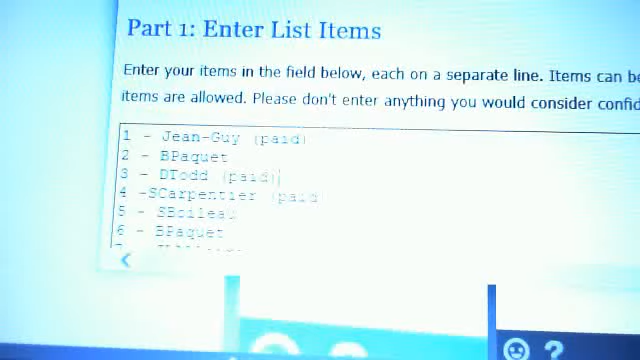 Part 1: Enter List Items
Enter your items in the field below, each on a separate line. Items can be
items are allowed. Please don't enter anything you would consider confid
1 - Jean-Guy (paid)
2 - BPaquet
3 - DTodd (paid)
4 -SCarpentier (paid
5 - SBoileau
6 - BPaquet